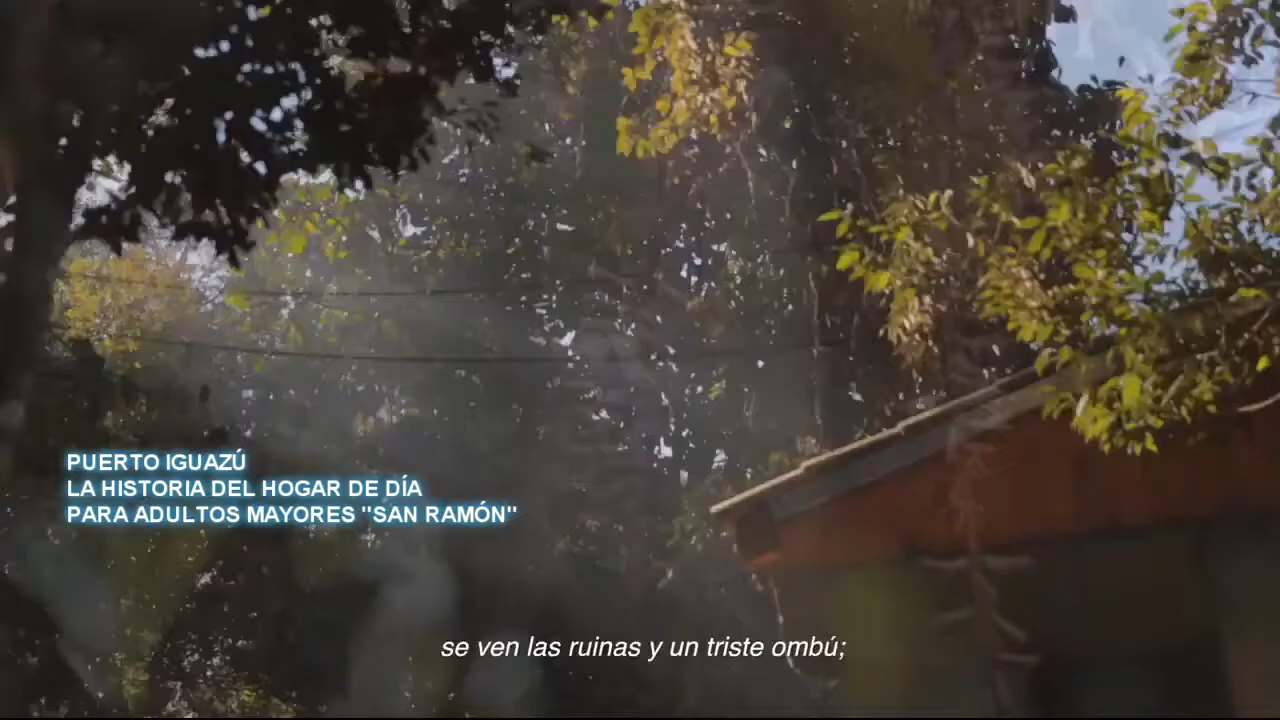 PUERTO IGUAZÚ
LA HISTORIA DEL HOGAR DE DÍA
PARA ADULTOS MAYORES "SAN RAMÓN"
se ven las ruinas y un triste ombú;